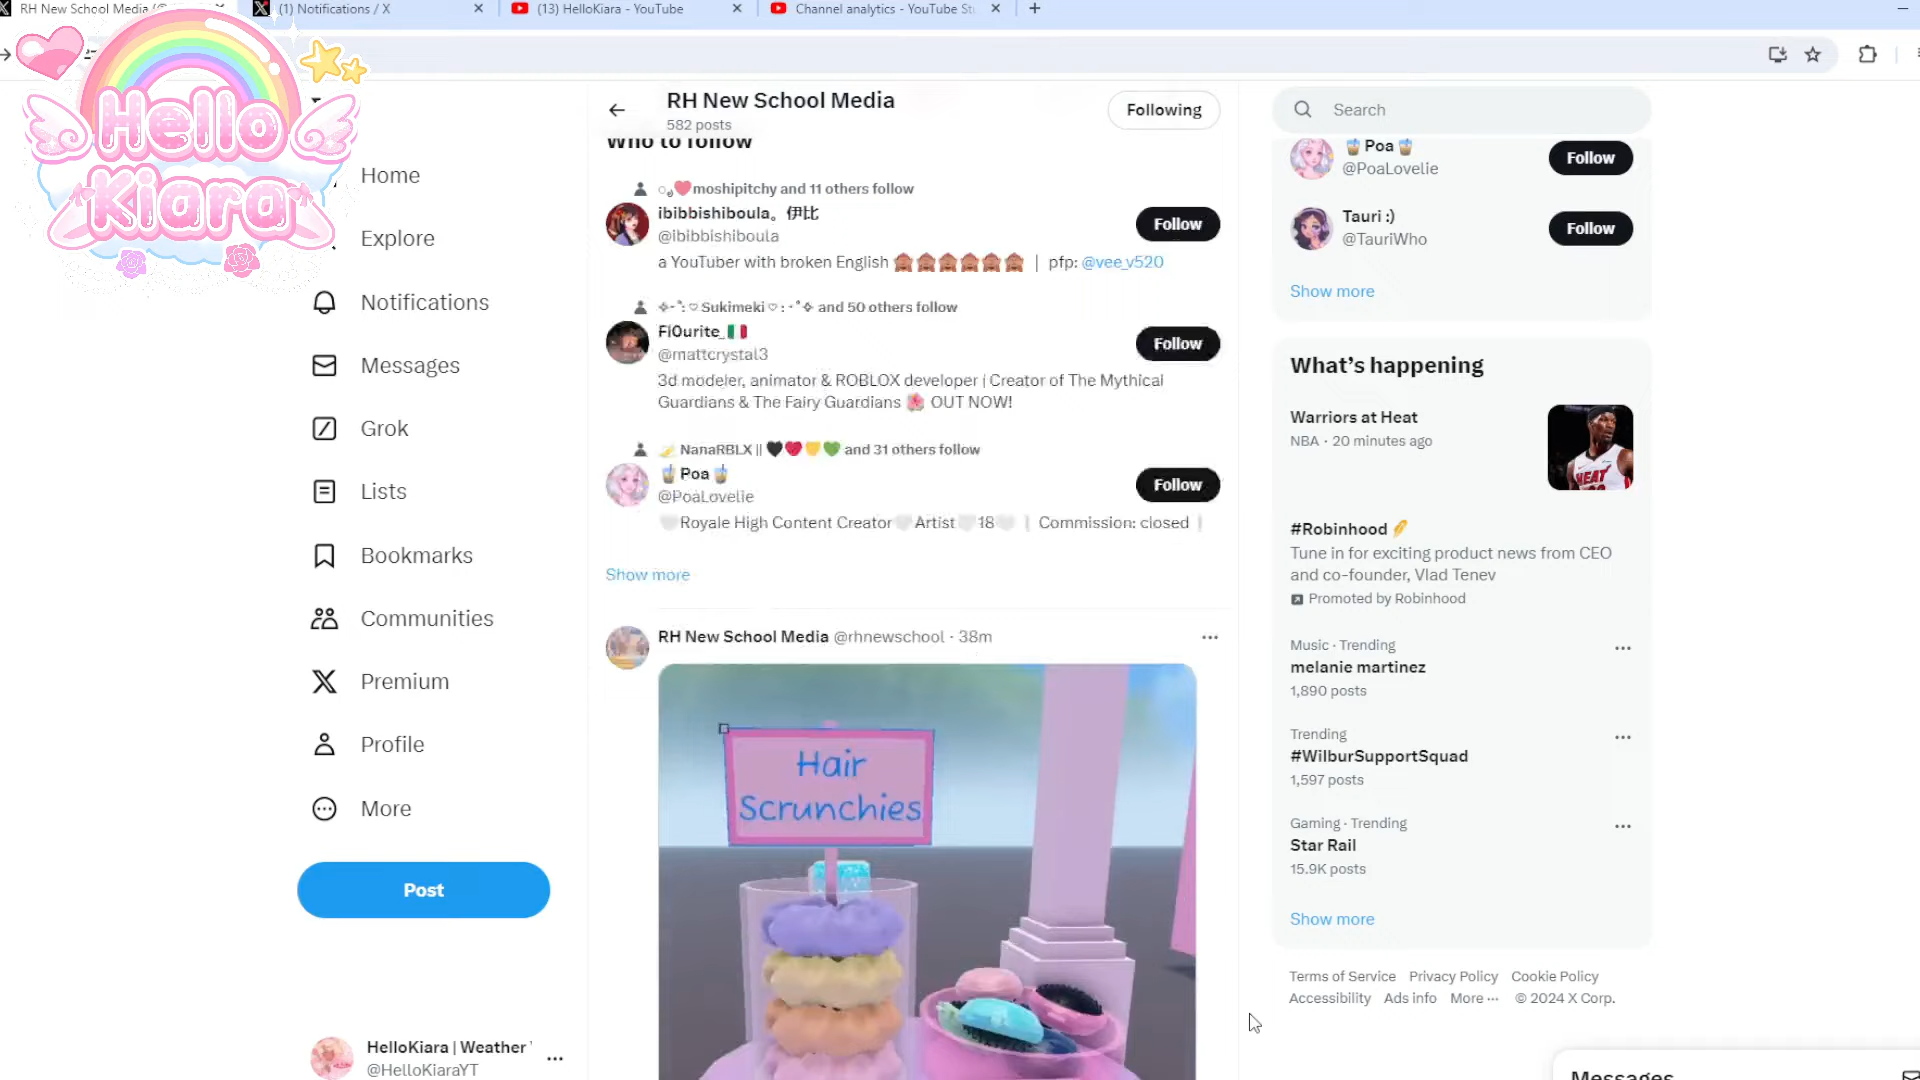 RH New School Media (@
(1) Notifications / X
(13) HelloKiara - YouTube
Channel analytics - YouTube Stu
Hello
Kiara
Home
Explore
Notifications
Messages
Grok
Lists
Bookmarks
Communities
Premium
Profile
More
Post
HelloKiara | Weather
@HelloKiaraYT
RH New School Media
582 posts
Following
Who to follow
moshipitchy and 11 others follow
ibibbishiboula。伊比
@ibibbishiboula
Follow
a YouTuber with broken English 🙈🙈🙈🙈🙈🙈 | pfp: @vee_v520
Sukimeki ♡ and 50 others follow
Fl0urite_🇮🇹
@mattcrystal3
Follow
3d modeler, animator & ROBLOX developer | Creator of The Mythical
Guardians & The Fairy Guardians 🌺 OUT NOW!
NanaRBLX || 🖤❤️💛💚 and 31 others follow
🧋Poa🧋
@PoaLovelie
Follow
🤍Royale High Content Creator🤍Artist🤍18🤍 | Commission: closed |
Show more
RH New School Media @rhnewschool · 38m
Hair
Scrunchies
Search
🧋Poa🧋
@PoaLovelie
Follow
Tauri :)
@TauriWho
Follow
Show more
What's happening
Warriors at Heat
NBA · 20 minutes ago
HEAT
#Robinhood
Tune in for exciting product news from CEO
and co-founder, Vlad Tenev
Promoted by Robinhood
Music · Trending
melanie martinez
1,890 posts
Trending
#WilburSupportSquad
1,597 posts
Gaming · Trending
Star Rail
15.9K posts
Show more
Terms of Service Privacy Policy Cookie Policy
Accessibility Ads info More ··· © 2024 X Corp.
Messages